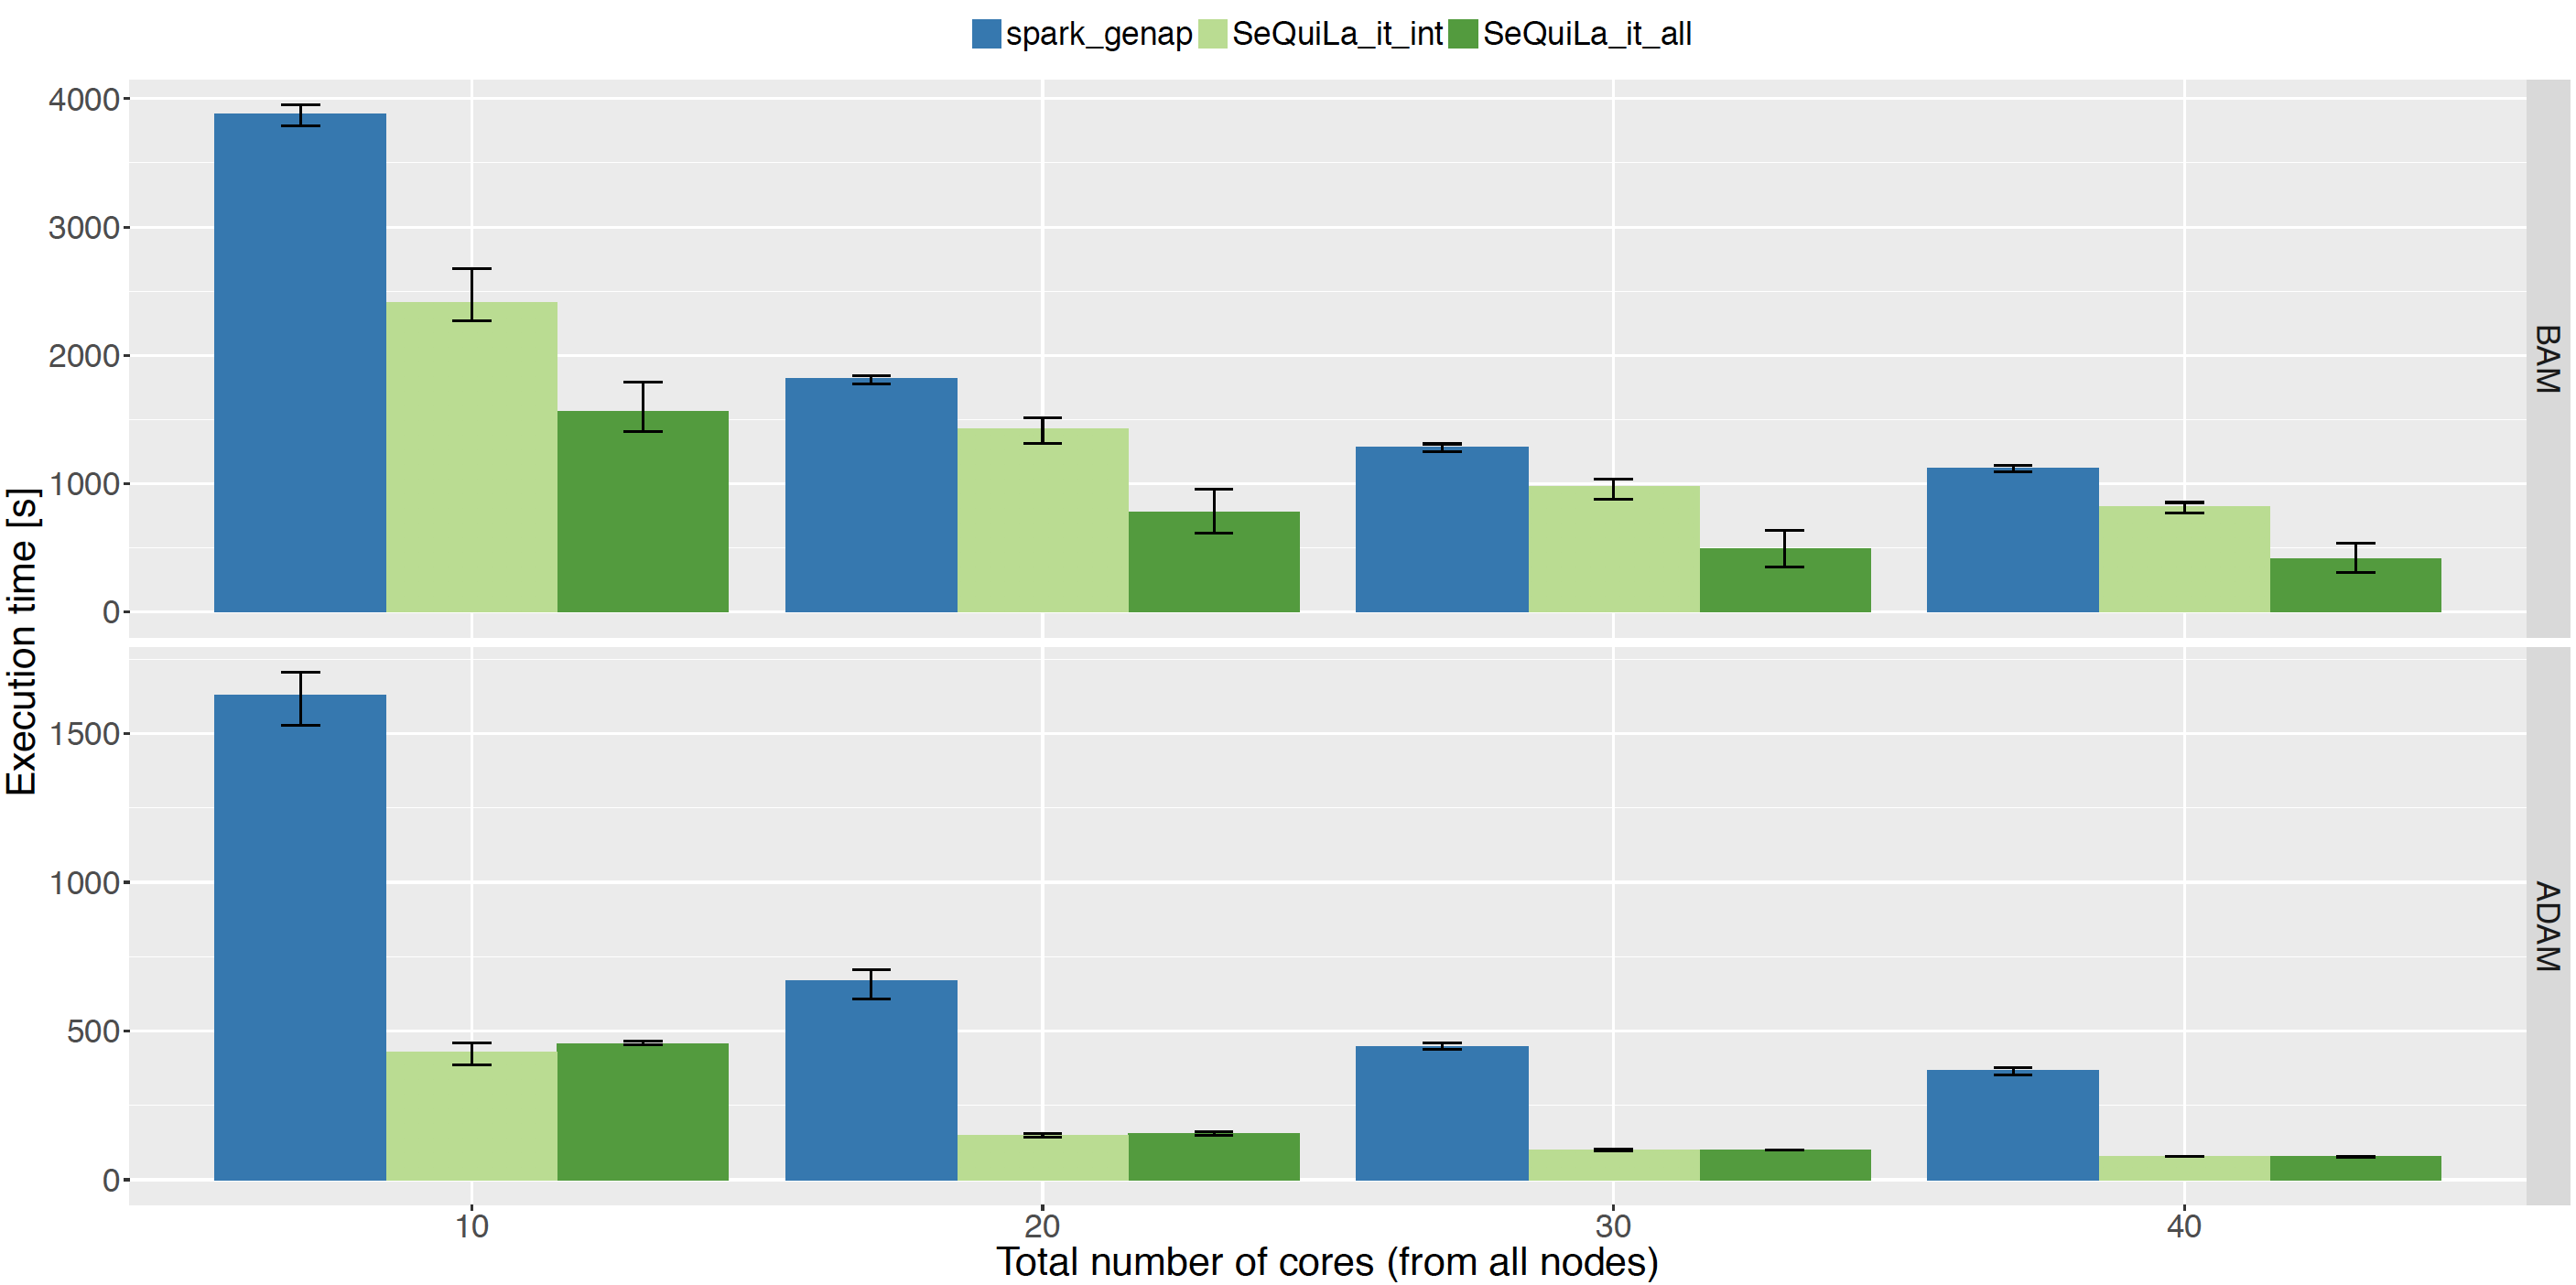 spark_genap SeQuiLa_it_int SeQuiLa_it_all
4000
3000
2000
1000
0
BAM
Execution time [s]
1500
1000
500
0
ADAM
10 20 30 40
Total number of cores (from all nodes)